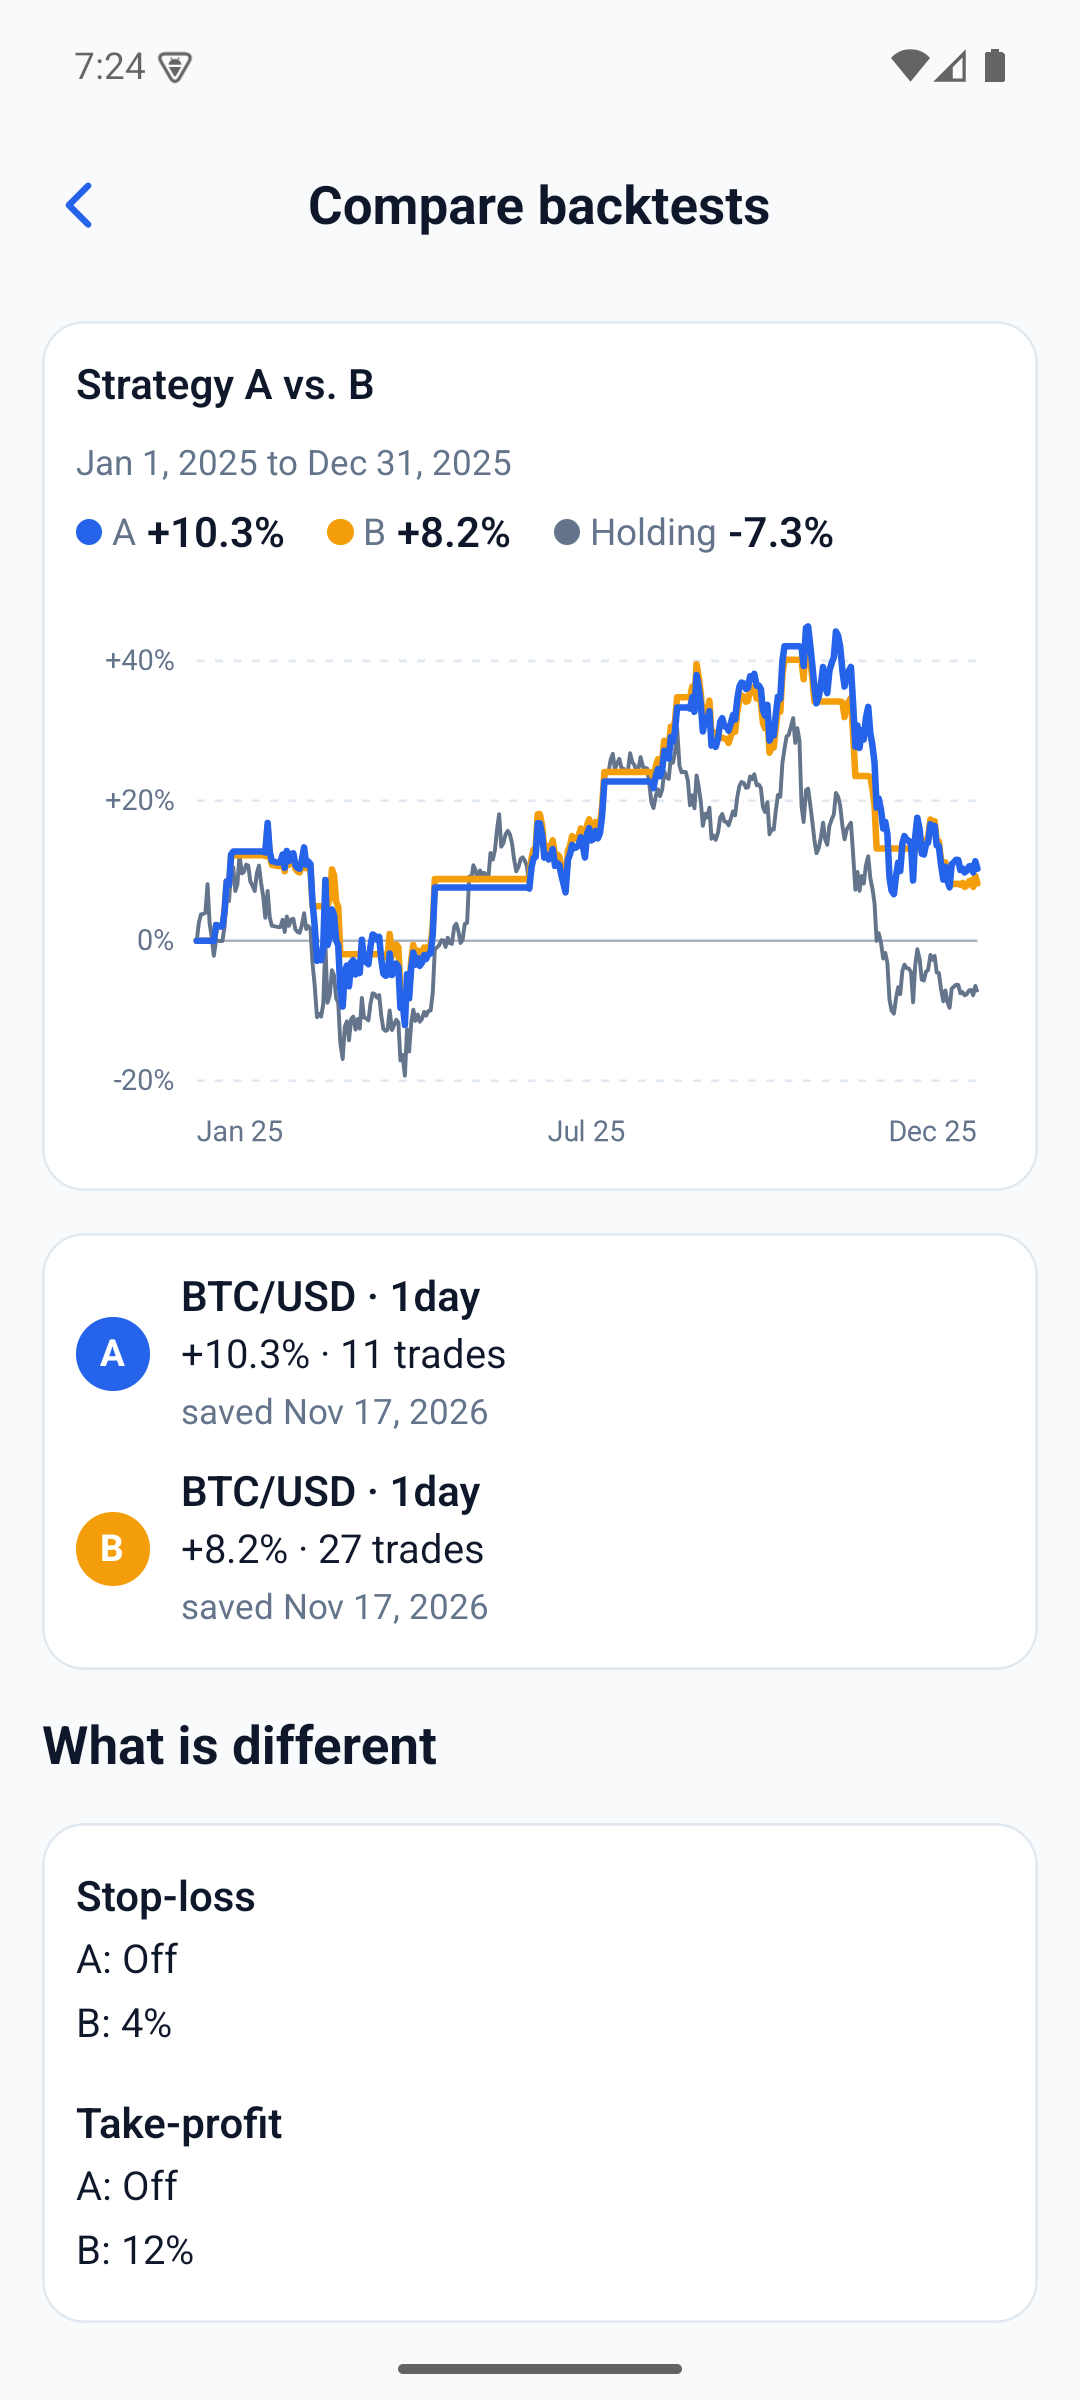 7:24
Compare backtests
Strategy A vs. B
Jan 1, 2025 to Dec 31, 2025
A +10.3% B +8.2% Holding -7.3%
+40%
+20%
0%
-20%
Jan 25 Jul 25 Dec 25
A
BTC/USD · 1day
+10.3% · 11 trades
saved Nov 17, 2026
B
BTC/USD · 1day
+8.2% · 27 trades
saved Nov 17, 2026
What is different
Stop-loss
A: Off
B: 4%
Take-profit
A: Off
B: 12%